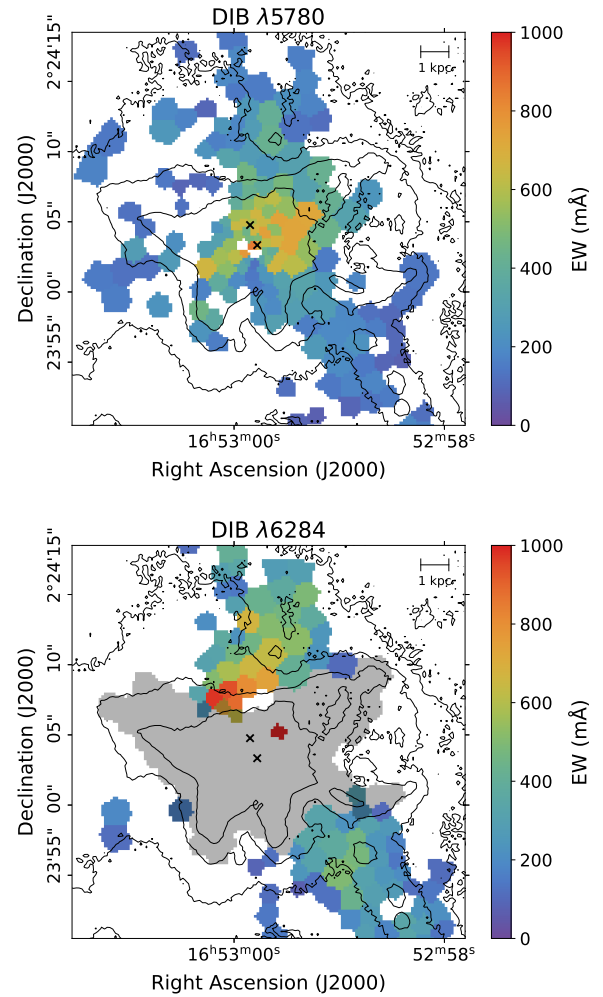 DIB λ5780
2°24'15"
10"
05"
00"
23'55"
Declination (J2000)
1 kpc
16ʰ53ᵐ00ˢ
52ᵐ58ˢ
Right Ascension (J2000)
1000
800
600
400
200
0
EW (mÅ)
DIB λ6284
2°24'15"
10"
05"
00"
23'55"
Declination (J2000)
1 kpc
16ʰ53ᵐ00ˢ
52ᵐ58ˢ
Right Ascension (J2000)
1000
800
600
400
200
0
EW (mÅ)